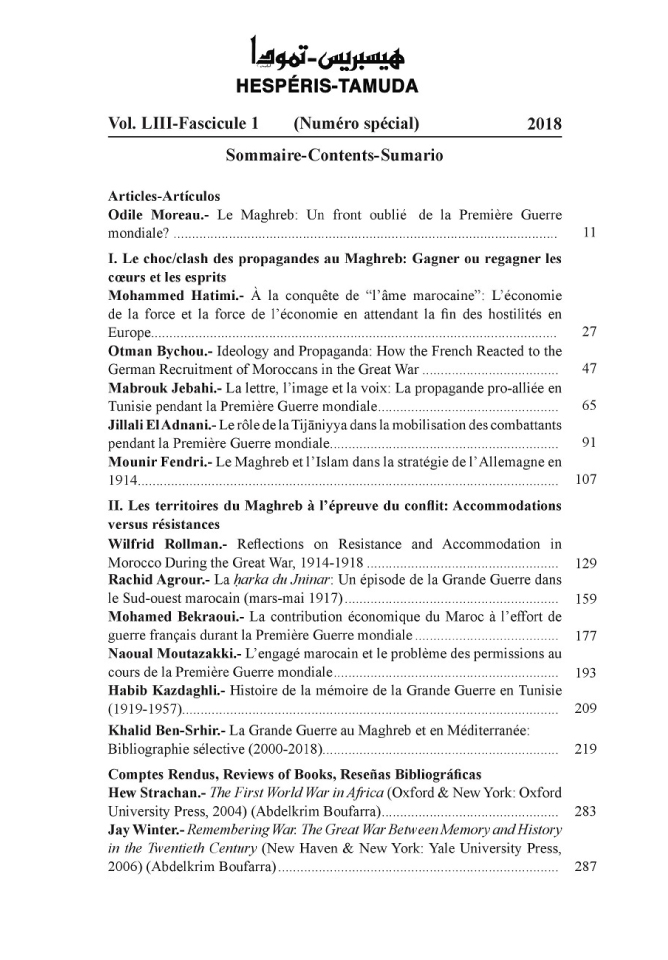 هيسبريس-تمودا
HESPÉRIS-TAMUDA
Vol. LIII-Fascicule 1 (Numéro spécial) 2018
Sommaire-Contents-Sumario
Articles-Artículos
Odile Moreau.- Le Maghreb: Un front oublié de la Première Guerre
mondiale? ........ 11
I. Le choc/clash des propagandes au Maghreb: Gagner ou regagner les
cœurs et les esprits
Mohammed Hatimi.- À la conquête de “l’âme marocaine”: L’économie
de la force et la force de l’économie en attendant la fin des hostilités en
Europe........ 27
Otman Bychou.- Ideology and Propaganda: How the French Reacted to the
German Recruitment of Moroccans in the Great War ........ 47
Mabrouk Jebahi.- La lettre, l’image et la voix: La propagande pro-alliée en
Tunisie pendant la Première Guerre mondiale........ 65
Jillali El Adnani.- Le rôle de la Tijāniyya dans la mobilisation des combattants
pendant la Première Guerre mondiale........ 91
Mounir Fendri.- Le Maghreb et l’Islam dans la stratégie de l’Allemagne en
1914........ 107
II. Les territoires du Maghreb à l’épreuve du conflit: Accommodations
versus résistances
Wilfrid Rollman.- Reflections on Resistance and Accommodation in
Morocco During the Great War, 1914-1918 ........ 129
Rachid Agrour.- La ḥarka du Jninar: Un épisode de la Grande Guerre dans
le Sud-ouest marocain (mars-mai 1917)........ 159
Mohamed Bekraoui.- La contribution économique du Maroc à l’effort de
guerre français durant la Première Guerre mondiale ........ 177
Naoual Moutazakki.- L’engagé marocain et le problème des permissions au
cours de la Première Guerre mondiale........ 193
Habib Kazdaghli.- Histoire de la mémoire de la Grande Guerre en Tunisie
(1919-1957)........ 209
Khalid Ben-Srhir.- La Grande Guerre au Maghreb et en Méditerranée:
Bibliographie sélective (2000-2018)........ 219
Comptes Rendus, Reviews of Books, Reseñas Bibliográficas
Hew Strachan.- The First World War in Africa (Oxford & New York: Oxford
University Press, 2004) (Abdelkrim Boufarra)........ 283
Jay Winter.- Remembering War. The Great War Between Memory and History
in the Twentieth Century (New Haven & New York: Yale University Press,
2006) (Abdelkrim Boufarra)........ 287